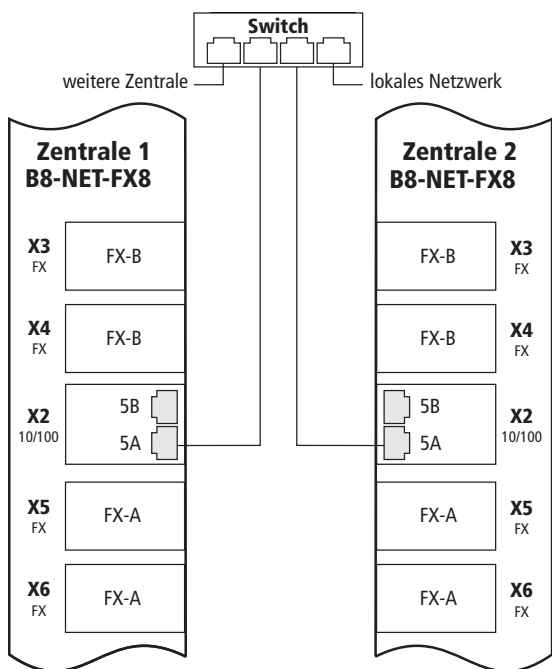 Switch
weitere Zentrale
lokales Netzwerk
Zentrale 1
B8-NET-FX8
X3
FX
FX-B
X4
FX
FX-B
X2
10/100
5B
5A
X5
FX
FX-A
X6
FX
FX-A
Zentrale 2
B8-NET-FX8
FX-B
X3
FX
FX-B
X4
FX
5B
5A
X2
10/100
FX-A
X5
FX
FX-A
X6
FX